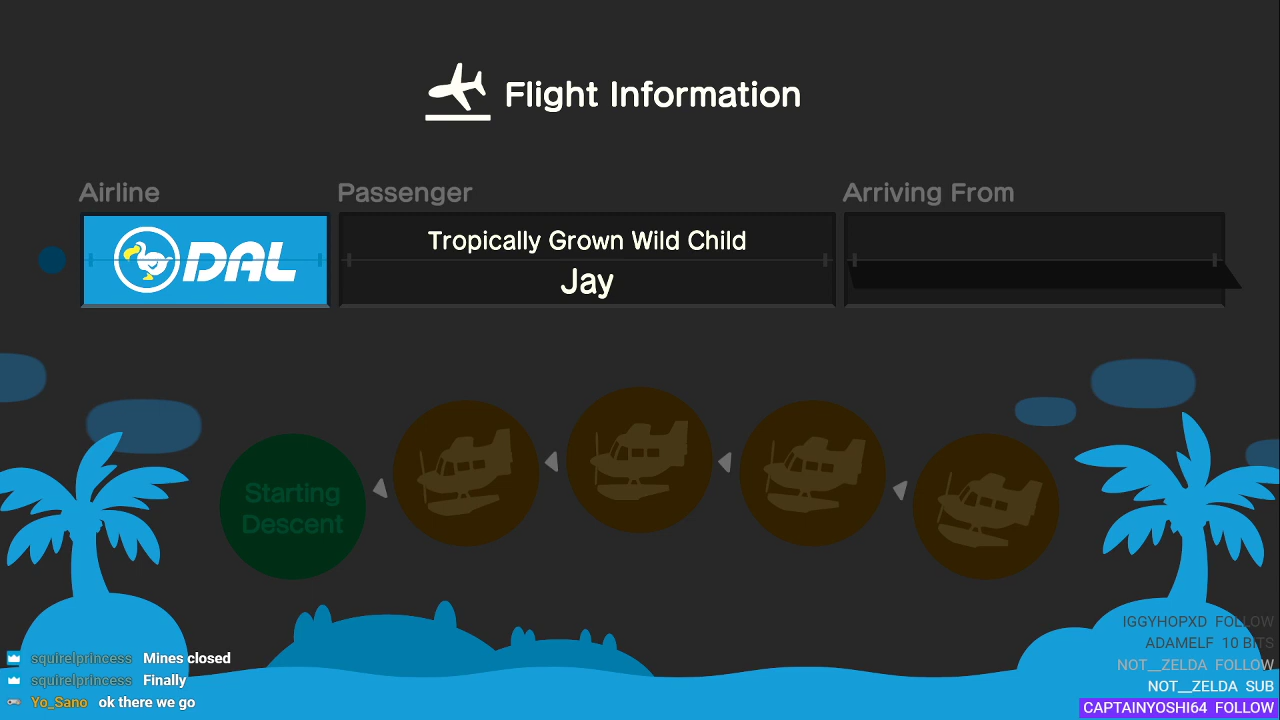 Flight Information
Airline
Passenger
Arriving From
DAL
Tropically Grown Wild Child
Jay
Starting
Descent
squirelprincess Mines closed
squirelprincess Finally
Yo_Sano ok there we go
IGGYHOPXD FOLLOW
ADAMELF 10 BITS
NOT__ZELDA FOLLOW
NOT__ZELDA SUB
CAPTAINYOSHI64 FOLLOW